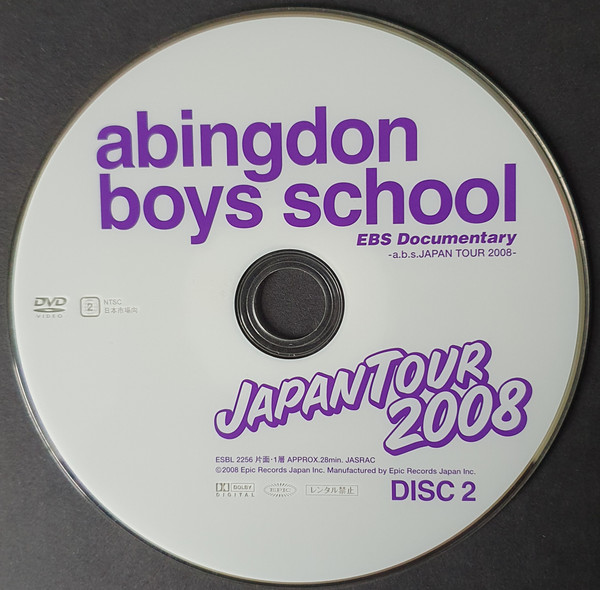 abingdon
boys school
EBS Documentary
-a.b.s.JAPAN TOUR 2008-
DVD
VIDEO
2
NTSC
日本市場向
JAPAN TOUR
2008
ESBL 2256 片面・1層 APPROX.28min. JASRAC
©2008 Epic Records Japan Inc. Manufactured by Epic Records Japan Inc.
DOLBY
DIGITAL
EPIC
レンタル禁止
DISC 2